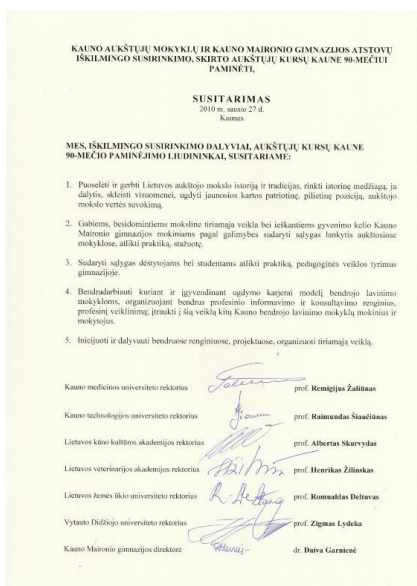 KAUNO AUKŠTŲJŲ MOKYKLŲ IR KAUNO MAIRONIO GIMNAZIJOS ATSTOVŲ
IŠKILMINGO SUSIRINKIMO, SKIRTO AUKŠTŲJŲ KURSŲ KAUNE 90-MEČIUI
PAMINĖTI,
SUSITARIMAS
2010 m. sausio 27 d.
Kaunas
MES, IŠKILMINGO SUSIRINKIMO DALYVIAI, AUKŠTŲJŲ KURSŲ KAUNE
90-MEČIO PAMINĖJIMO LIUDININKAI, SUSITARIAME:
1. Puoselėti ir gerbti Lietuvos aukštojo mokslo istoriją ir tradicijas, rinkti istorinę medžiagą, ja
dalytis, skleisti visuomenei, ugdyti jaunosios kartos patriotinę, pilietinę poziciją, aukštojo
mokslo vertės suvokimą.
2. Gabiems, besidomintiems moksline tiriamąja veikla bei ieškantiems gyvenimo kelio Kauno
Maironio gimnazijos mokiniams pagal galimybes sudaryti sąlygas lankytis aukštosiose
mokyklose, atlikti praktiką, stažuotę.
3. Sudaryti sąlygas dėstytojams bei studentams atlikti praktiką, pedagoginės veiklos tyrimus
gimnazijoje.
4. Bendradarbiauti kuriant ir įgyvendinant ugdymo karjerai modelį bendrojo lavinimo
mokykloms, organizuojant bendrus profesinio informavimo ir konsultavimo renginius,
profesinį veiklinimą; įtraukti į šią veiklą kitų Kauno bendrojo lavinimo mokyklų mokinius ir
mokytojus.
5. Inicijuoti ir dalyvauti bendruose renginiuose, projektuose, organizuoti tiriamąją veiklą.
Kauno medicinos universiteto rektorius prof. Remigijus Žaliūnas
Kauno technologijos universiteto rektorius prof. Raimundas Šiaučiūnas
Lietuvos kūno kultūros akademijos rektorius prof. Albertas Skurvydas
Lietuvos veterinarijos akademijos rektorius prof. Henrikas Žilinskas
Lietuvos žemės ūkio universiteto rektorius prof. Romualdas Deltuvas
Vytauto Didžiojo universiteto rektorius prof. Zigmas Lydeka
Kauno Maironio gimnazijos direktorė dr. Daiva Garnienė